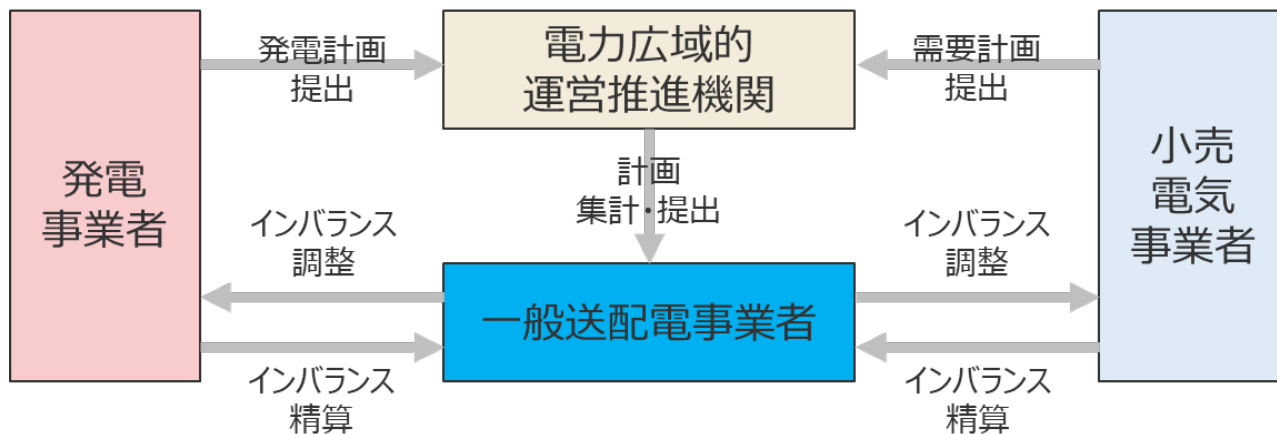 発電計画
提出
電力広域的
運営推進機関
需要計画
提出
発電
事業者
計画
集計・提出
小売
電気
事業者
インバランス
調整
インバランス
調整
一般送配電事業者
インバランス
精算
インバランス
精算